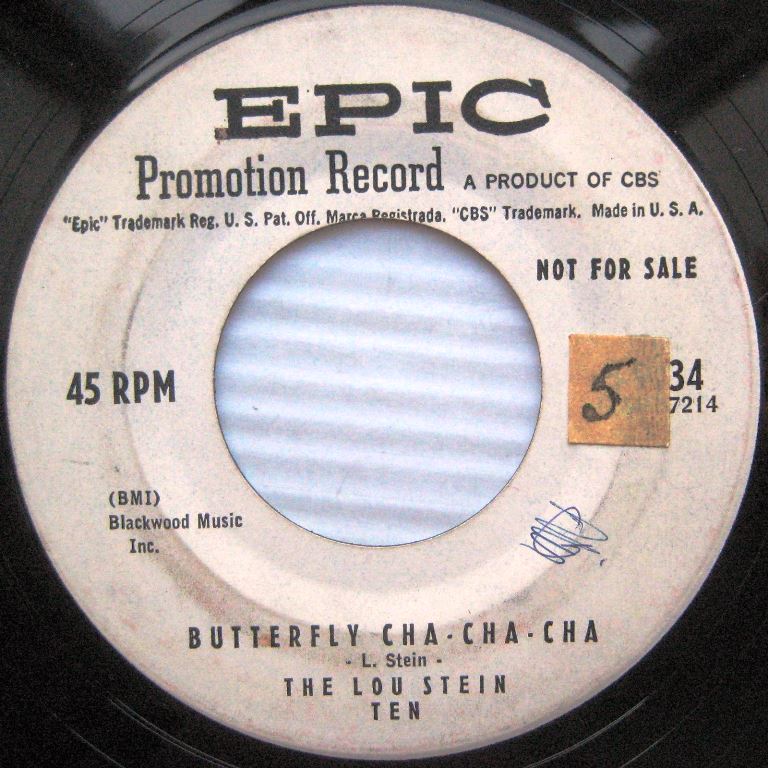 EPIC
Promotion Record A PRODUCT OF CBS
"Epic" Trademark Reg. U. S. Pat. Off. Marca Registrada. "CBS" Trademark. Made in U. S. A.
NOT FOR SALE
45 RPM
5
34
7214
(BMI)
Blackwood Music
Inc.
BUTTERFLY CHA-CHA-CHA
- L. Stein -
THE LOU STEIN
TEN